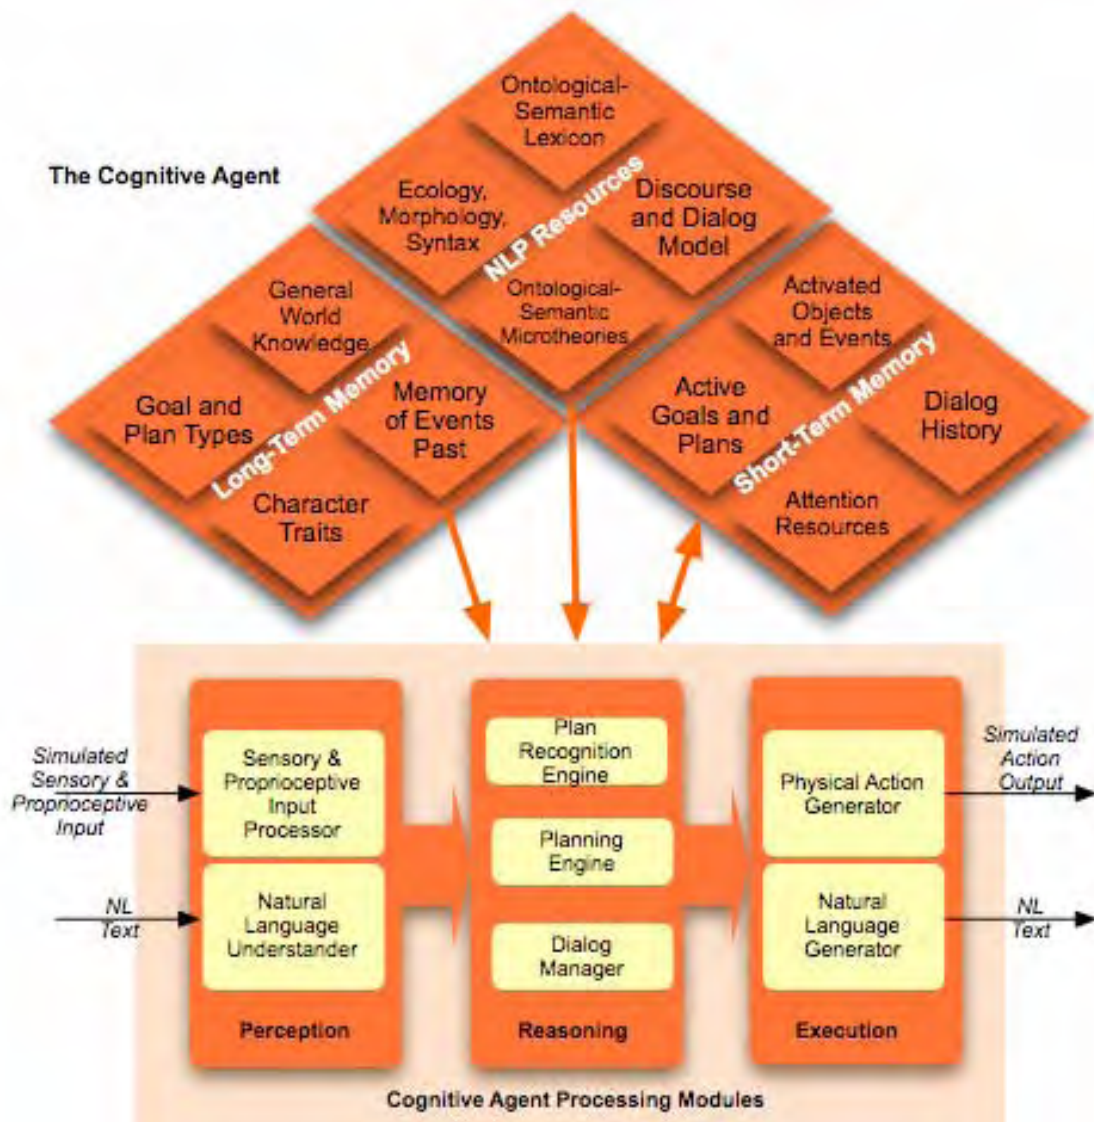 The Cognitive Agent
Ontological-
Semantic
Lexicon
Ecology,
Morphology,
Syntax
NLP Resources
Discourse
and Dialog
Model
Ontological-
Semantic
Microtheories
General
World
Knowledge
Goal and
Plan Types
Long-Term Memory
Memory
of Events
Past
Character
Traits
Activated
Objects
and Events
Active
Goals and
Plans
Short-Term Memory
Dialog
History
Attention
Resources
Simulated
Sensory &
Proprioceptive
Input
NL
Text
Sensory &
Proprioceptive
Input
Processor
Natural
Language
Understander
Perception
Plan
Recognition
Engine
Planning
Engine
Dialog
Manager
Reasoning
Physical Action
Generator
Natural
Language
Generator
Execution
Simulated
Action
Output
NL
Text
Cognitive Agent Processing Modules